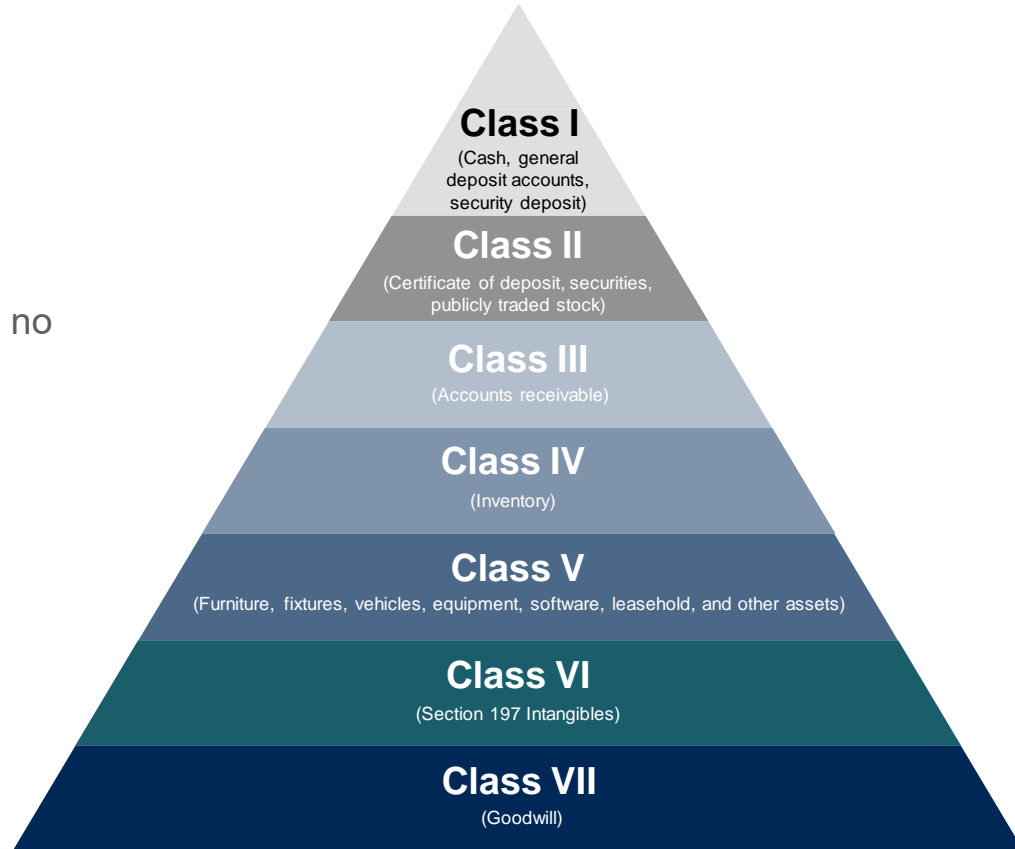 Class I
(Cash, general
deposit accounts,
security deposit)
Class II
(Certificate of deposit, securities,
publicly traded stock)
no
Class III
(Accounts receivable)
Class IV
(Inventory)
Class V
(Furniture, fixtures, vehicles, equipment, software, leasehold, and other assets)
Class VI
(Section 197 Intangibles)
Class VII
(Goodwill)